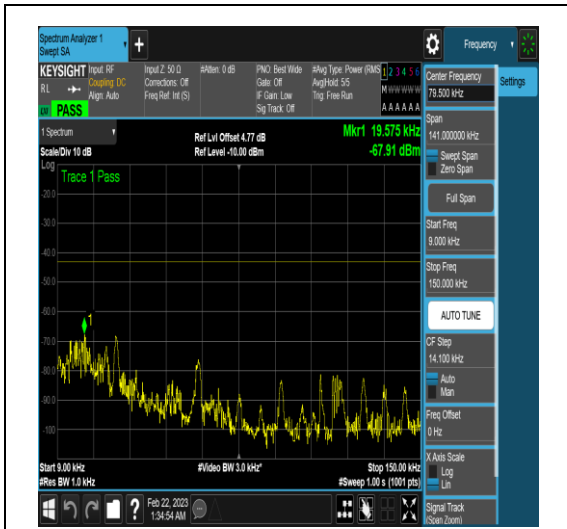 Spectrum Analyzer 1
Swept SA
Frequency
KEYSIGHT
RL
PASS
Input: RF
Coupling: DC
Align: Auto
Input Z: 50 Ω
Corrections: Off
Freq Ref: Int (S)
#Atten: 0 dB
PNO: Best Wide
Gate: Off
IF Gain: Low
Sig Track: Off
#Avg Type: Power (RMS
Avg|Hold: 5/5
Trig: Free Run
1 2 3 4 5 6
M W W W W W
A A A A A A
1 Spectrum
Scale/Div 10 dB
Ref Lvl Offset 4.77 dB
Ref Level -10.00 dBm
Mkr1 19.575 kHz
-67.91 dBm
Log
Trace 1 Pass
-20.0
-30.0
-40.0
-50.0
-60.0
-70.0
-80.0
-90.0
-100
1
Start 9.00 kHz
#Res BW 1.0 kHz
#Video BW 3.0 kHz*
Stop 150.00 kHz
#Sweep 1.00 s (1001 pts)
Center Frequency
79.500 kHz
Settings
Span
141.000000 kHz
Swept Span
Zero Span
Full Span
Start Freq
9.000 kHz
Stop Freq
150.000 kHz
AUTO TUNE
CF Step
14.100 kHz
Auto
Man
Freq Offset
0 Hz
X Axis Scale
Log
Lin
Signal Track
(Span Zoom)
?
Feb 22, 2023
1:34:54 AM